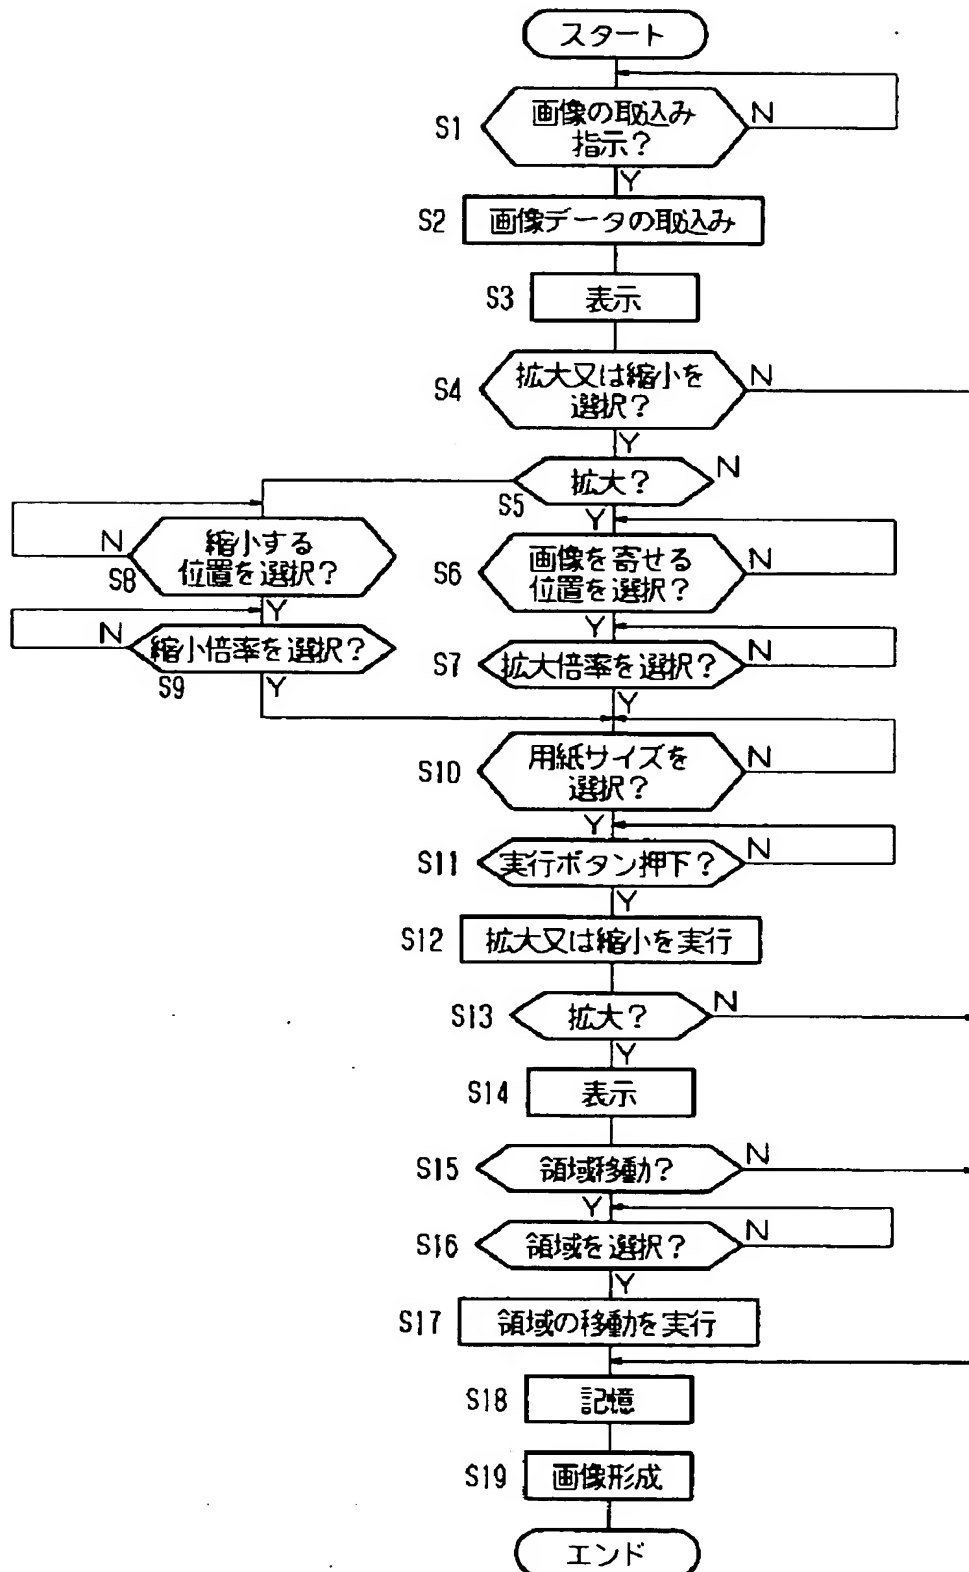 スタート
S1
画像の取込み
指示?
N
Y
S2
画像データの取込み
S3
表示
S4
拡大又は縮小を
選択?
N
Y
S5
拡大?
N
Y
S8
縮小する
位置を選択?
N
Y
S6
画像を寄せる
位置を選択?
N
Y
S9
縮小倍率を選択?
N
Y
S7
拡大倍率を選択?
N
Y
S10
用紙サイズを
選択?
N
Y
S11
実行ボタン押下?
N
Y
S12
拡大又は縮小を実行
S13
拡大?
N
Y
S14
表示
S15
領域移動?
N
Y
S16
領域を選択?
N
Y
S17
領域の移動を実行
S18
記憶
S19
画像形成
エンド